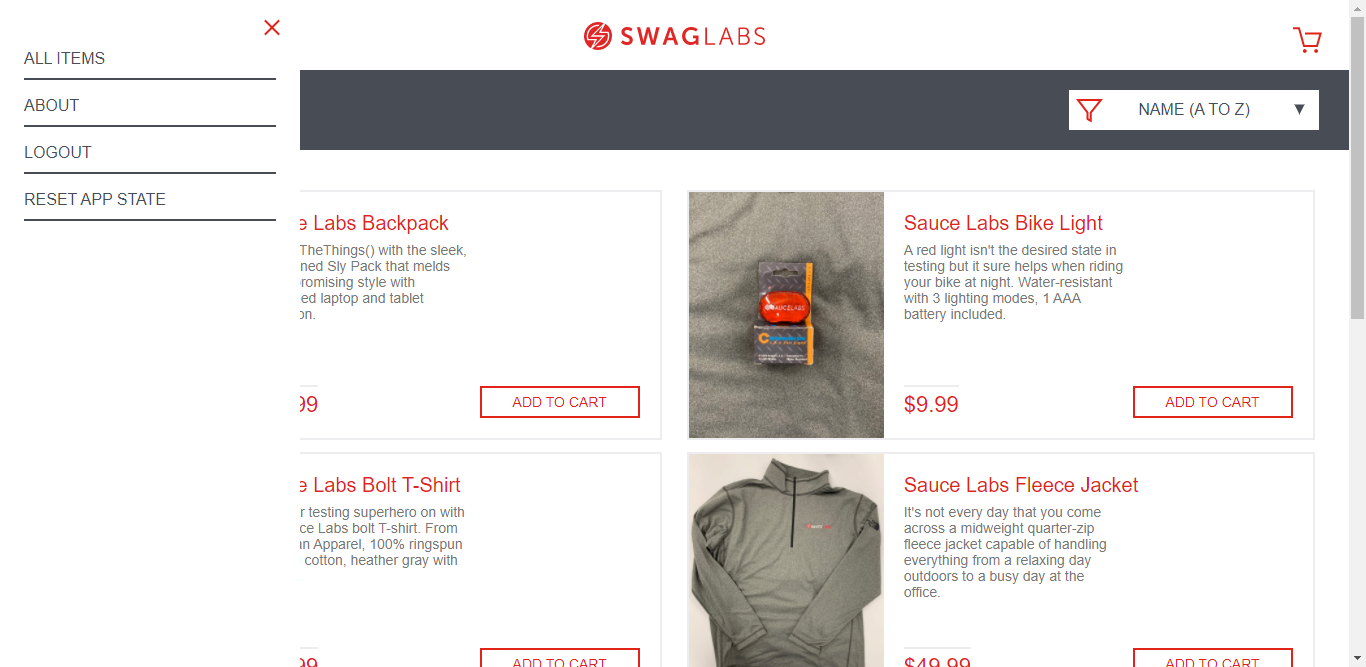 SWAGLABS
ALL ITEMS
ABOUT
LOGOUT
RESET APP STATE
NAME (A TO Z) ▼
e Labs Backpack
TheThings() with the sleek,
ned Sly Pack that melds
romising style with
ed laptop and tablet
on.
99
ADD TO CART
SAUCELABS
Sauce Labs Bike Light
A red light isn't the desired state in
testing but it sure helps when riding
your bike at night. Water-resistant
with 3 lighting modes, 1 AAA
battery included.
$9.99
ADD TO CART
e Labs Bolt T-Shirt
r testing superhero on with
ce Labs bolt T-shirt. From
an Apparel, 100% ringspun
cotton, heather gray with
99
ADD TO CART
Sauce Labs Fleece Jacket
It's not every day that you come
across a midweight quarter-zip
fleece jacket capable of handling
everything from a relaxing day
outdoors to a busy day at the
office.
$49.99
ADD TO CART